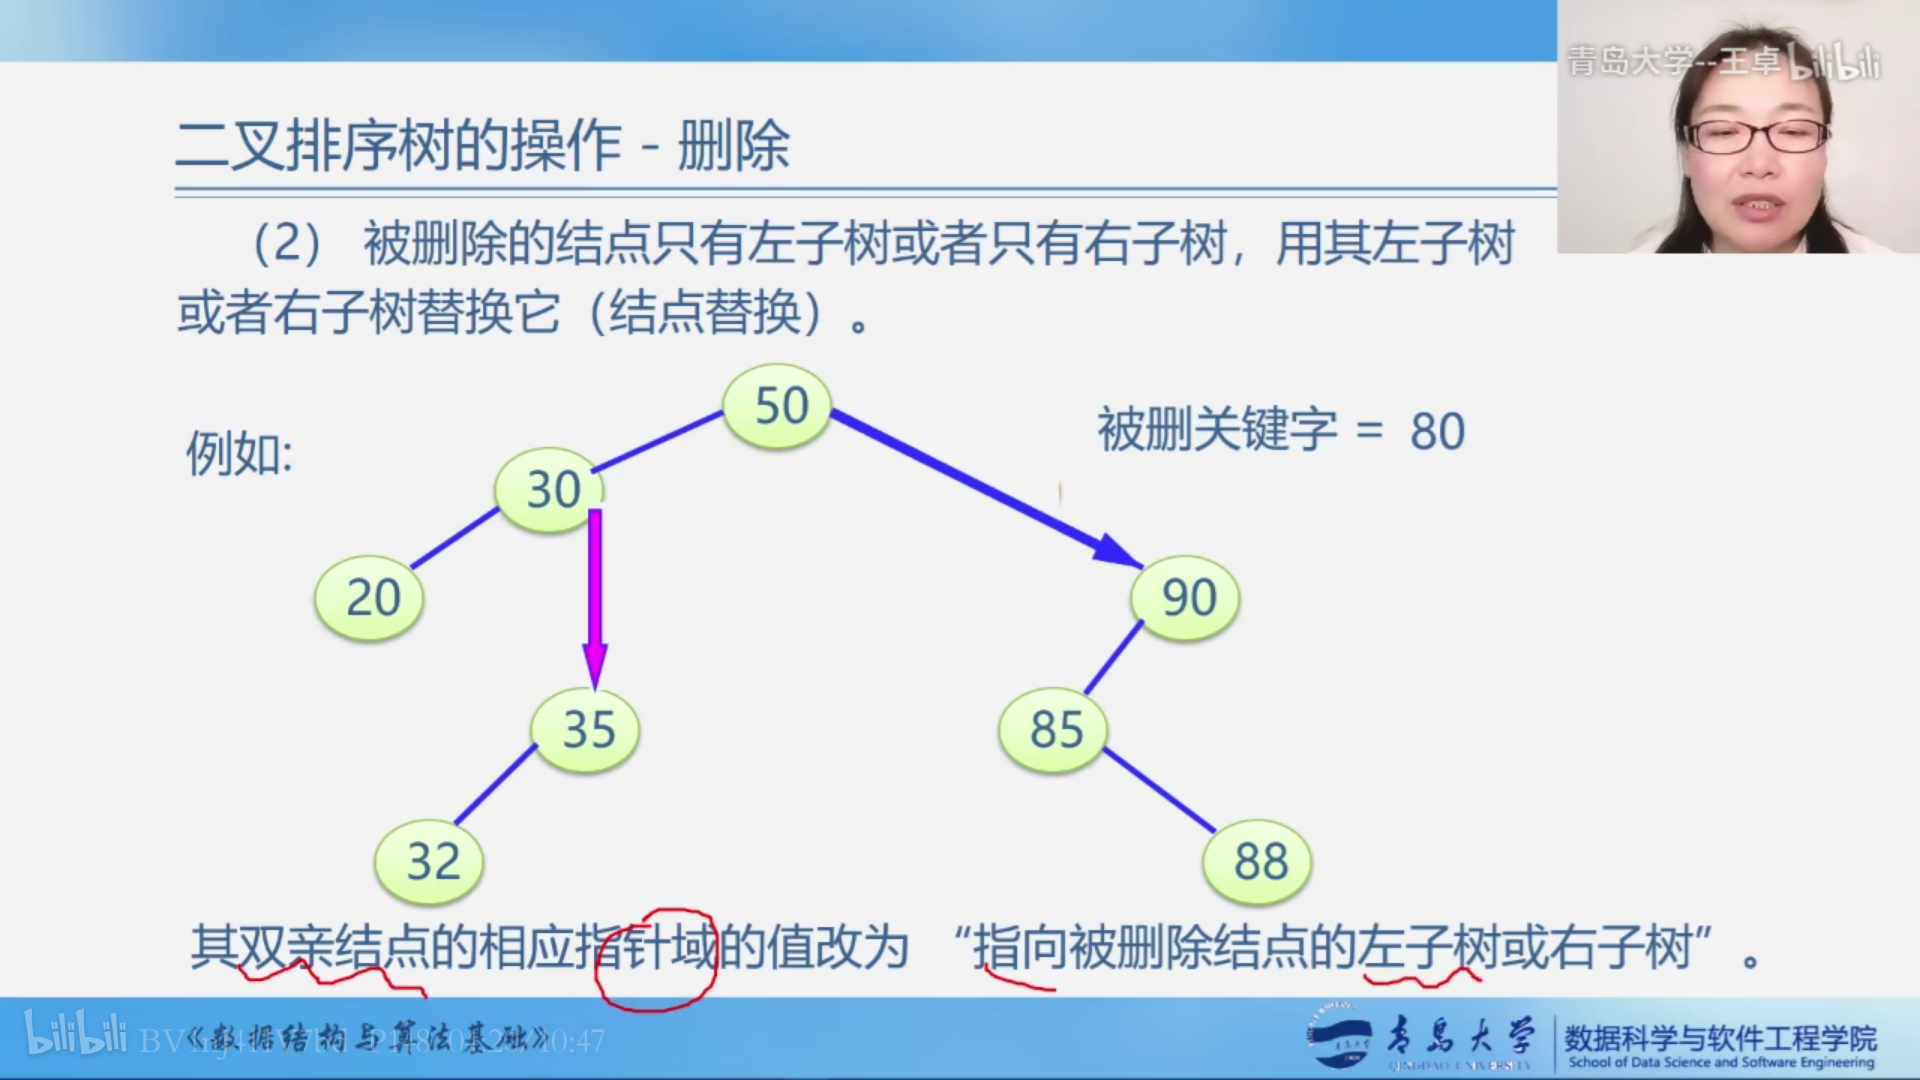 青岛大学--王卓 bilibili
二叉排序树的操作 - 删除
（2） 被删除的结点只有左子树或者只有右子树，用其左子树
或者右子树替换它（结点替换）。
例如:
被删关键字 = 80
50
30
20
90
35
85
32
88
其双亲结点的相应指针域的值改为 “指向被删除结点的左子树或右子树”。
bilibili
《数据结构与算法基础》
10:47
青岛大学
QINGDAO UNIVERSITY
数据科学与软件工程学院
School of Data Science and Software Engineering